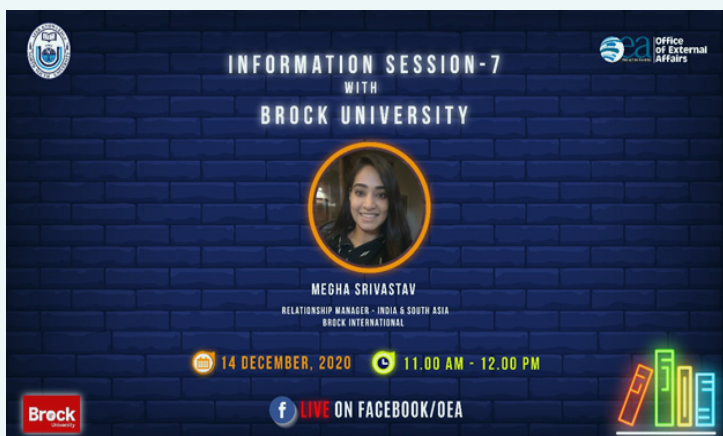 Office
of External
Affairs
INFORMATION SESSION-7
WITH
BROCK UNIVERSITY
MEGHA SRIVASTAV
RELATIONSHIP MANAGER - INDIA & SOUTH ASIA
BROCK INTERNATIONAL
14 DECEMBER, 2020 11.00 AM - 12.00 PM
Brock
University
f LIVE ON FACEBOOK/OEA